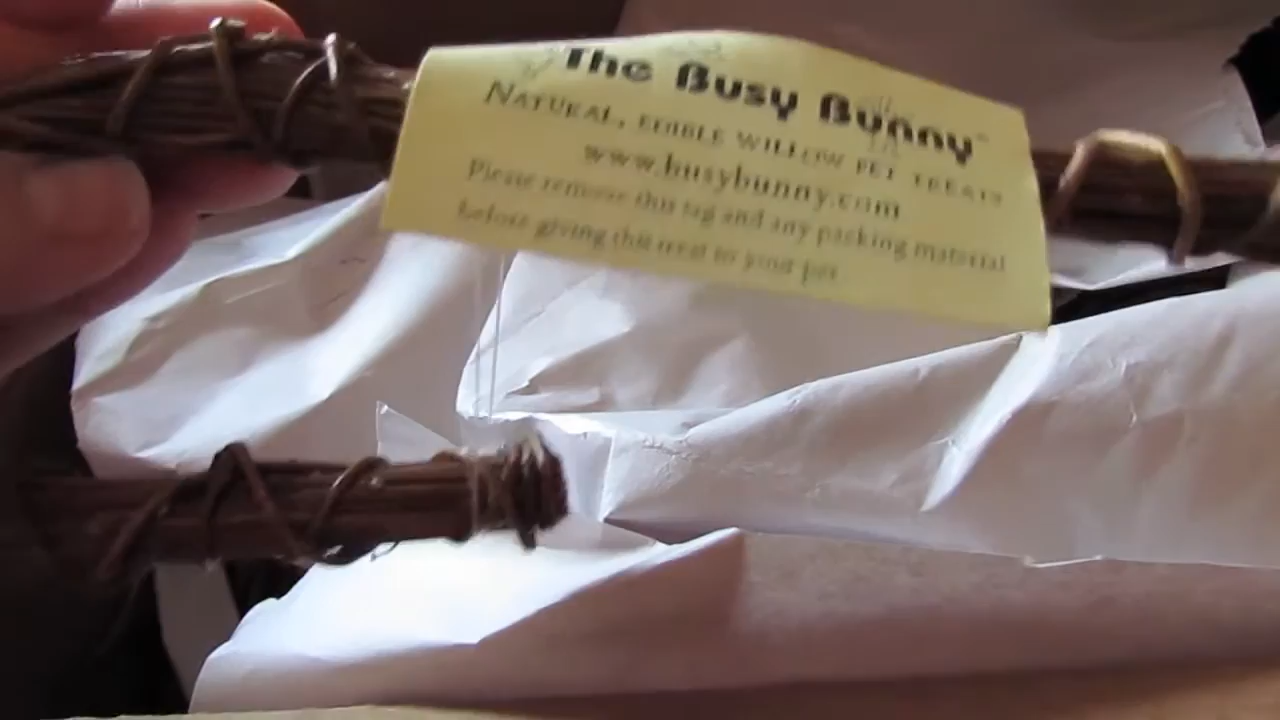 The Busy Bunny™
NATURAL, EDIBLE WILLOW PET TREATS
www.busybunny.com
Please remove this tag and any packing material
before giving this treat to your pet